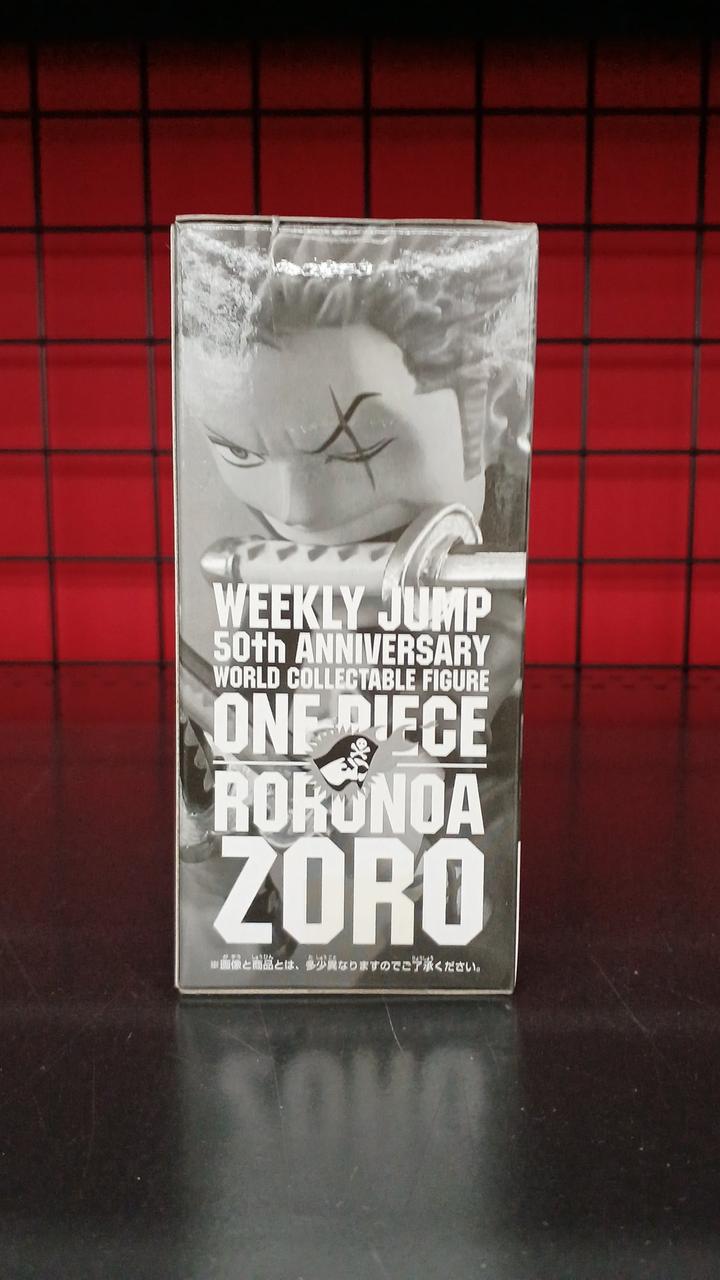 WEEKLY JUMP
50th ANNIVERSARY
WORLD COLLECTABLE FIGURE
ONE PIECE
RORONOA
ZORO
※画像と商品とは、多少異なりますのでご了承ください。